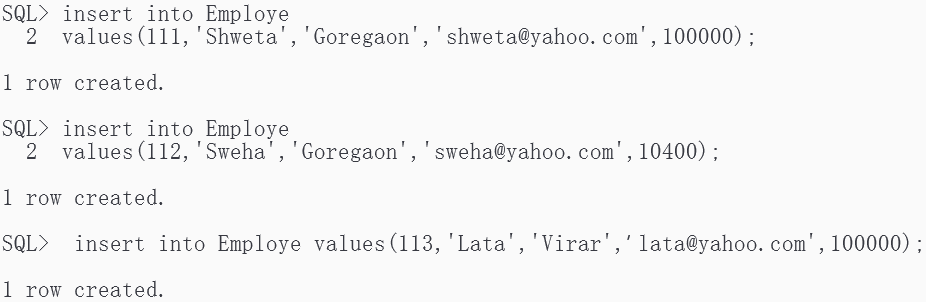 SQL> insert into Employe
2 values(111,'Shweta','Goregaon','shweta@yahoo.com',100000);
1 row created.
SQL> insert into Employe
2 values(112,'Sweha','Goregaon','sweha@yahoo.com',10400);
1 row created.
SQL> insert into Employe values(113,'Lata','Virar','lata@yahoo.com',100000);
1 row created.